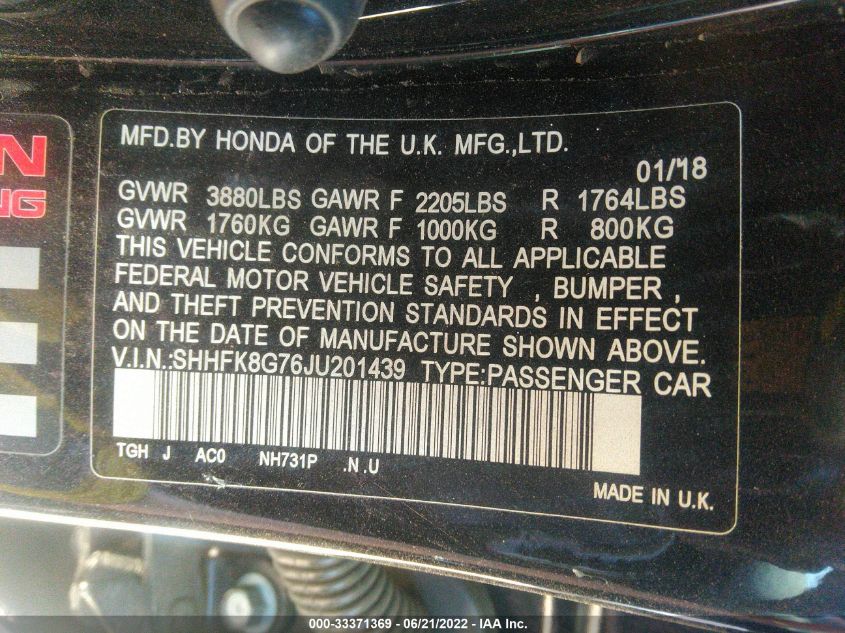 N
NG
MFD.BY HONDA OF THE U.K. MFG.,LTD.
01/18
GVWR 3880LBS GAWR F 2205LBS R 1764LBS
GVWR 1760KG GAWR F 1000KG R 800KG
THIS VEHICLE CONFORMS TO ALL APPLICABLE
FEDERAL MOTOR VEHICLE SAFETY , BUMPER ,
AND THEFT PREVENTION STANDARDS IN EFFECT
ON THE DATE OF MANUFACTURE SHOWN ABOVE.
V.I.N.:SHHFK8G76JU201439 TYPE:PASSENGER CAR
TGH J AC0 NH731P .N .U
MADE IN U.K.
000-33371369 - 06/21/2022 - IAA Inc.